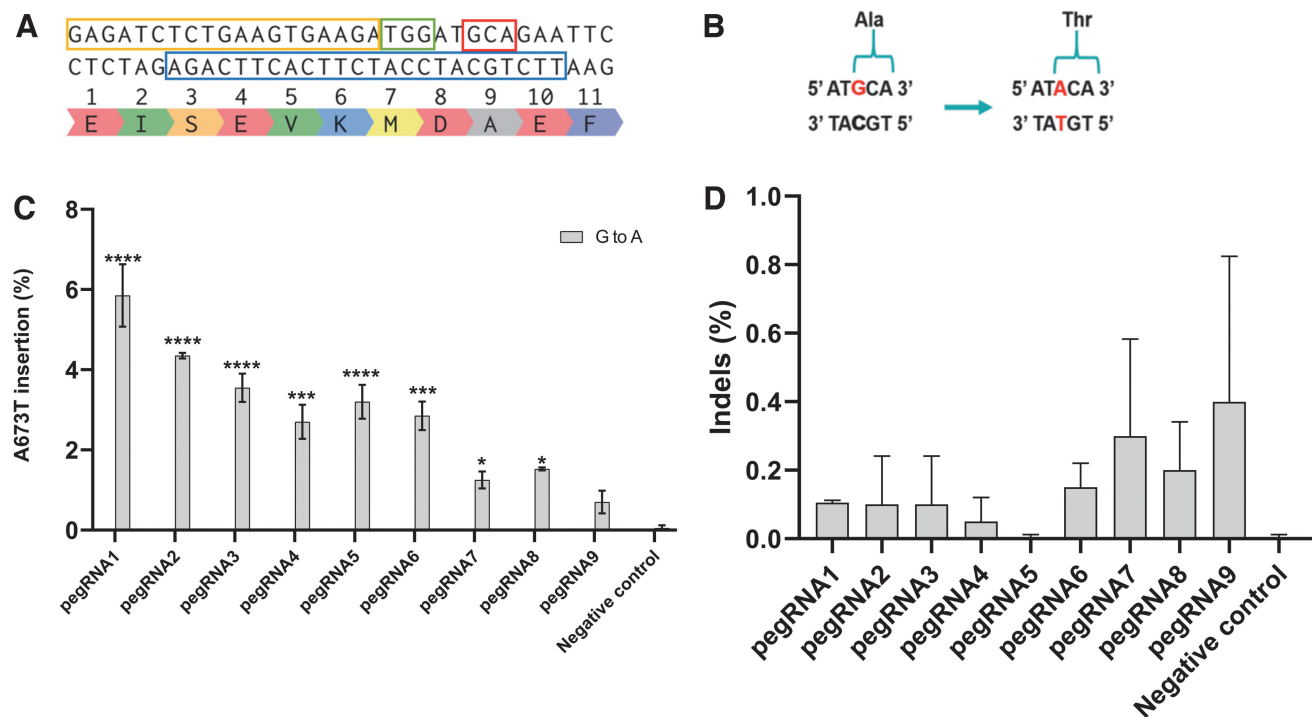 A
GAGATCTCTGAAGTGAAGATGGATGCAGAATTC
CTCTAGAGACTTCACTTCTACCTACGTCTTAAG
1 2 3 4 5 6 7 8 9 10 11
E I S E V K M D A E F
B
Ala Thr
5' ATGCA 3' 5' ATACA 3'
3' TACGT 5' 3' TATGT 5'
C
A673T insertion (%)
8
6
4
2
0
G to A
**** **** **** *** **** *** * *
pegRNA1 pegRNA2 pegRNA3 pegRNA4 pegRNA5 pegRNA6 pegRNA7 pegRNA8 pegRNA9 Negative control
D
Indels (%)
1.0
0.8
0.6
0.4
0.2
0.0
pegRNA1 pegRNA2 pegRNA3 pegRNA4 pegRNA5 pegRNA6 pegRNA7 pegRNA8 pegRNA9 Negative control